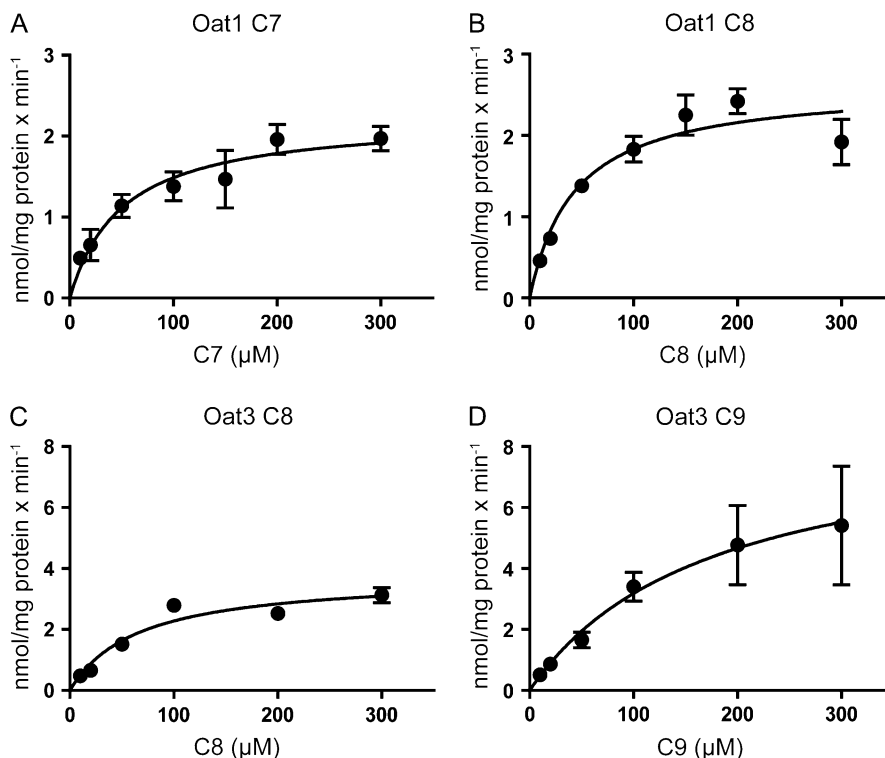 A
Oat1 C7
nmol/mg protein x min⁻¹
3
2
1
0
0 100 200 300
C7 (µM)
B
Oat1 C8
nmol/mg protein x min⁻¹
3
2
1
0
0 100 200 300
C8 (µM)
C
Oat3 C8
nmol/mg protein x min⁻¹
8
6
4
2
0
0 100 200 300
C8 (µM)
D
Oat3 C9
nmol/mg protein x min⁻¹
8
6
4
2
0
0 100 200 300
C9 (µM)